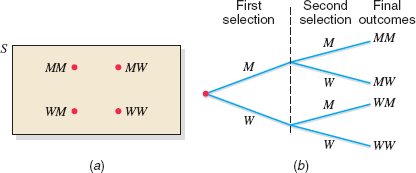 S
MM MW
WM WW
(a)
First selection
Second selection
Final outcomes
M
W
M
W
M
W
MM
MW
WM
WW
(b)